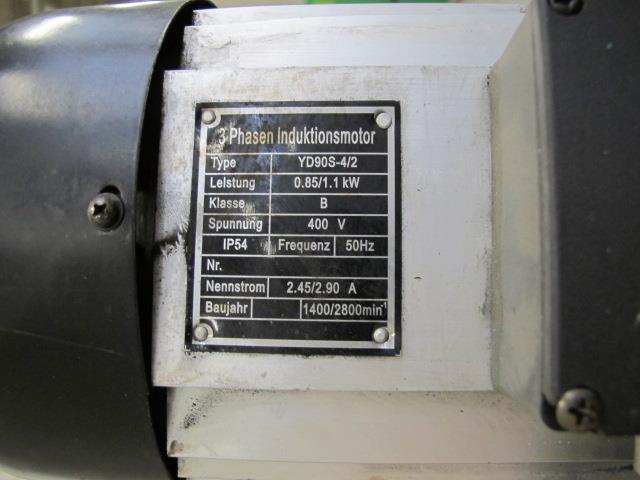 3 Phasen Induktionsmotor
Type YD90S-4/2
Leistung 0.85/1.1 kW
Klasse B
Spunnung 400 V
IP54 Frequenz 50Hz
Nr.
Nennstrom 2.45/2.90 A
Baujahr 1400/2800min⁻¹